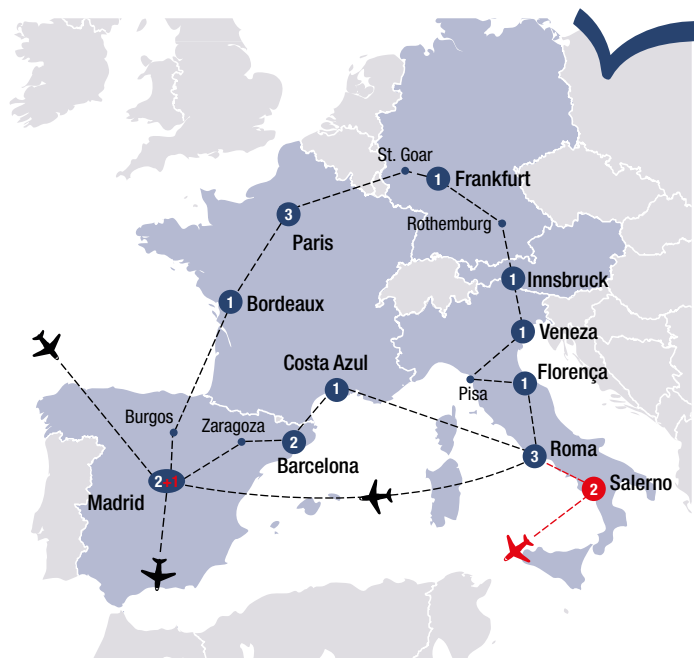 St. Goar
1 Frankfurt
3
Paris
Rothemburg
1 Innsbruck
1 Bordeaux
1 Veneza
Costa Azul
1
Florença
1
Pisa
Burgos
Zaragoza
2
Barcelona
3 Roma
2+1
Madrid
2 Salerno